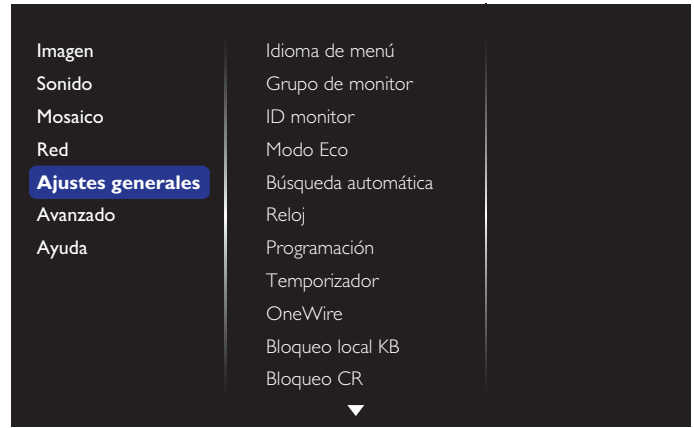 Imagen
Sonido
Mosaico
Red
Ajustes generales
Avanzado
Ayuda
Idioma de menú
Grupo de monitor
ID monitor
Modo Eco
Búsqueda automática
Reloj
Programación
Temporizador
OneWire
Bloqueo local KB
Bloqueo CR